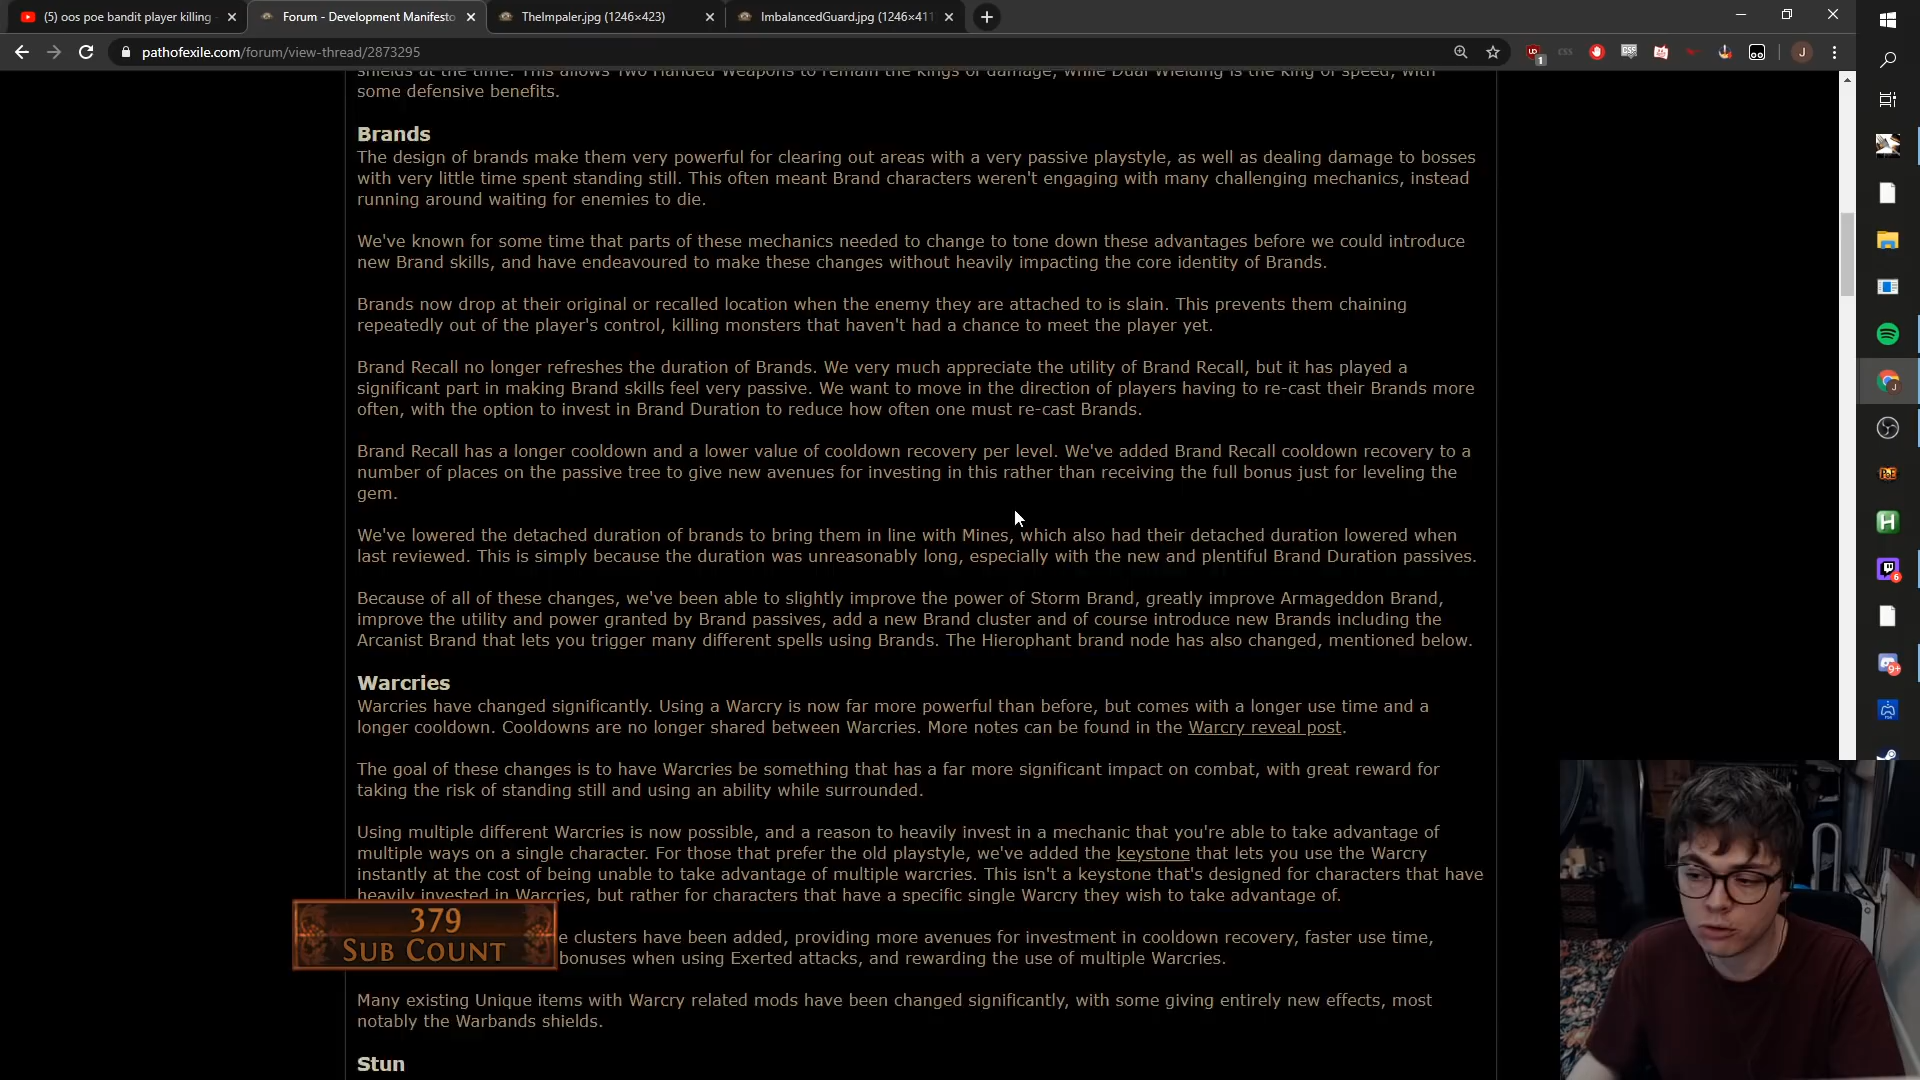 (5) oos poe bandit player killing
Forum - Development Manifesto
TheImpaler.jpg (1246×423)
ImbalancedGuard.jpg (1246×411
pathofexile.com/forum/view-thread/2873295
shields at the time. This allows Two Handed Weapons to remain the kings of damage, while Dual Wielding is the king of speed, with
some defensive benefits.
Brands
The design of brands make them very powerful for clearing out areas with a very passive playstyle, as well as dealing damage to bosses
with very little time spent standing still. This often meant Brand characters weren't engaging with many challenging mechanics, instead
running around waiting for enemies to die.
We've known for some time that parts of these mechanics needed to change to tone down these advantages before we could introduce
new Brand skills, and have endeavoured to make these changes without heavily impacting the core identity of Brands.
Brands now drop at their original or recalled location when the enemy they are attached to is slain. This prevents them chaining
repeatedly out of the player's control, killing monsters that haven't had a chance to meet the player yet.
Brand Recall no longer refreshes the duration of Brands. We very much appreciate the utility of Brand Recall, but it has played a
significant part in making Brand skills feel very passive. We want to move in the direction of players having to re-cast their Brands more
often, with the option to invest in Brand Duration to reduce how often one must re-cast Brands.
Brand Recall has a longer cooldown and a lower value of cooldown recovery per level. We've added Brand Recall cooldown recovery to a
number of places on the passive tree to give new avenues for investing in this rather than receiving the full bonus just for leveling the
gem.
We've lowered the detached duration of brands to bring them in line with Mines, which also had their detached duration lowered when
last reviewed. This is simply because the duration was unreasonably long, especially with the new and plentiful Brand Duration passives.
Because of all of these changes, we've been able to slightly improve the power of Storm Brand, greatly improve Armageddon Brand,
improve the utility and power granted by Brand passives, add a new Brand cluster and of course introduce new Brands including the
Arcanist Brand that lets you trigger many different spells using Brands. The Hierophant brand node has also changed, mentioned below.
Warcries
Warcries have changed significantly. Using a Warcry is now far more powerful than before, but comes with a longer use time and a
longer cooldown. Cooldowns are no longer shared between Warcries. More notes can be found in the Warcry reveal post.
The goal of these changes is to have Warcries be something that has a far more significant impact on combat, with great reward for
taking the risk of standing still and using an ability while surrounded.
Using multiple different Warcries is now possible, and a reason to heavily invest in a mechanic that you're able to take advantage of
multiple ways on a single character. For those that prefer the old playstyle, we've added the keystone that lets you use the Warcry
instantly at the cost of being unable to take advantage of multiple warcries. This isn't a keystone that's designed for characters that have
heavily invested in Warcries, but rather for characters that have a specific single Warcry they wish to take advantage of.
379
SUB COUNT
e clusters have been added, providing more avenues for investment in cooldown recovery, faster use time,
bonuses when using Exerted attacks, and rewarding the use of multiple Warcries.
Many existing Unique items with Warcry related mods have been changed significantly, with some giving entirely new effects, most
notably the Warbands shields.
Stun